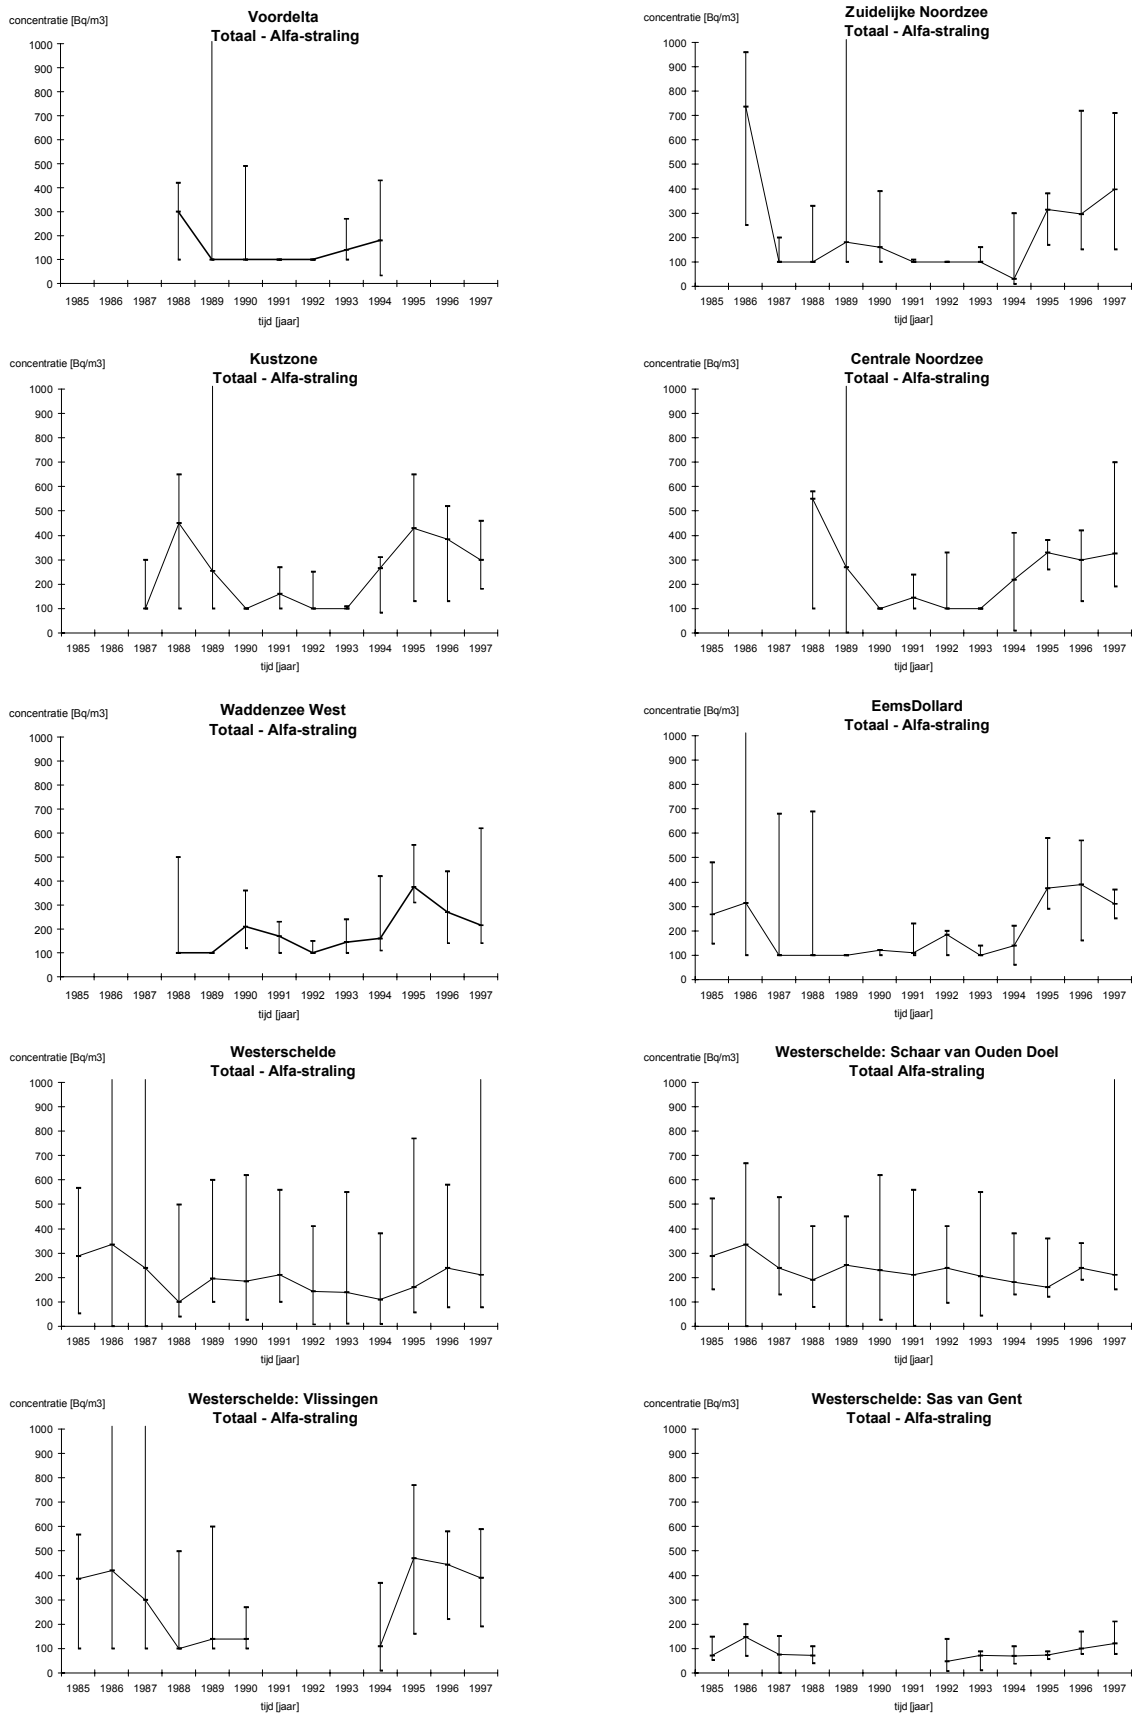 concentratie [Bq/m3]
Voordelta
Totaal - Alfa-straling
1000
900
800
700
600
500
400
300
200
100
0
1985 1986 1987 1988 1989 1990 1991 1992 1993 1994 1995 1996 1997
tijd [jaar]
concentratie [Bq/m3]
Zuidelijke Noordzee
Totaal - Alfa-straling
1000
900
800
700
600
500
400
300
200
100
0
1985 1986 1987 1988 1989 1990 1991 1992 1993 1994 1995 1996 1997
tijd [jaar]
concentratie [Bq/m3]
Kustzone
Totaal - Alfa-straling
1000
900
800
700
600
500
400
300
200
100
0
1985 1986 1987 1988 1989 1990 1991 1992 1993 1994 1995 1996 1997
tijd [jaar]
concentratie [Bq/m3]
Centrale Noordzee
Totaal - Alfa-straling
1000
900
800
700
600
500
400
300
200
100
0
1985 1986 1987 1988 1989 1990 1991 1992 1993 1994 1995 1996 1997
tijd [jaar]
concentratie [Bq/m3]
Waddenzee West
Totaal - Alfa-straling
1000
900
800
700
600
500
400
300
200
100
0
1985 1986 1987 1988 1989 1990 1991 1992 1993 1994 1995 1996 1997
tijd [jaar]
concentratie [Bq/m3]
EemsDollard
Totaal - Alfa-straling
1000
900
800
700
600
500
400
300
200
100
0
1985 1986 1987 1988 1989 1990 1991 1992 1993 1994 1995 1996 1997
tijd [jaar]
concentratie [Bq/m3]
Westerschelde
Totaal - Alfa-straling
1000
900
800
700
600
500
400
300
200
100
0
1985 1986 1987 1988 1989 1990 1991 1992 1993 1994 1995 1996 1997
tijd [jaar]
concentratie [Bq/m3]
Westerschelde: Schaar van Ouden Doel
Totaal Alfa-straling
1000
900
800
700
600
500
400
300
200
100
0
1985 1986 1987 1988 1989 1990 1991 1992 1993 1994 1995 1996 1997
tijd [jaar]
concentratie [Bq/m3]
Westerschelde: Vlissingen
Totaal - Alfa-straling
1000
900
800
700
600
500
400
300
200
100
0
1985 1986 1987 1988 1989 1990 1991 1992 1993 1994 1995 1996 1997
tijd [jaar]
concentratie [Bq/m3]
Westerschelde: Sas van Gent
Totaal - Alfa-straling
1000
900
800
700
600
500
400
300
200
100
0
1985 1986 1987 1988 1989 1990 1991 1992 1993 1994 1995 1996 1997
tijd [jaar]